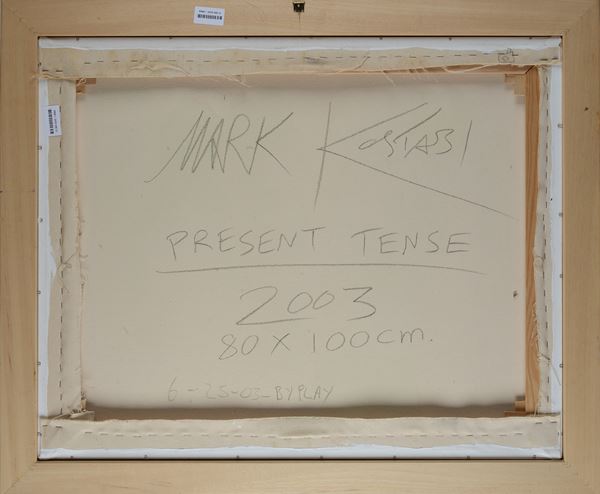 MARK KOSTABI
PRESENT TENSE
2003
80 X 100 cm.
6-25-03-BYPLAY